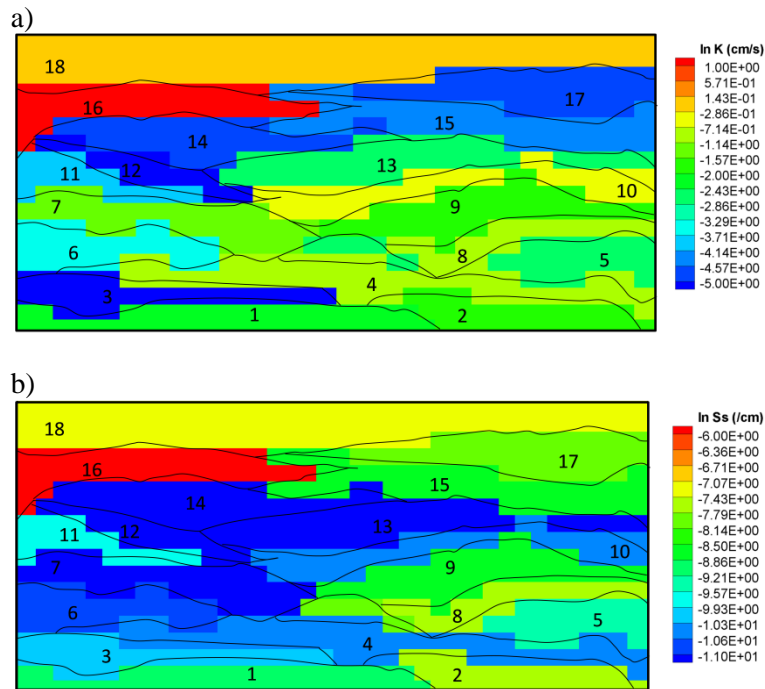 a)
ln K (cm/s)
1.00E+00
5.71E-01
1.43E-01
-2.86E-01
-7.14E-01
-1.14E+00
-1.57E+00
-2.00E+00
-2.43E+00
-2.86E+00
-3.29E+00
-3.71E+00
-4.14E+00
-4.57E+00
-5.00E+00
18
17
16
15
14
13
12
11
10
7
9
6
8
5
4
3
1
2
b)
ln Ss (/cm)
-6.00E+00
-6.36E+00
-6.71E+00
-7.07E+00
-7.43E+00
-7.79E+00
-8.14E+00
-8.50E+00
-8.86E+00
-9.21E+00
-9.57E+00
-9.93E+00
-1.03E+01
-1.06E+01
-1.10E+01
18
17
16
15
14
13
12
11
10
7
9
6
8
5
4
3
1
2